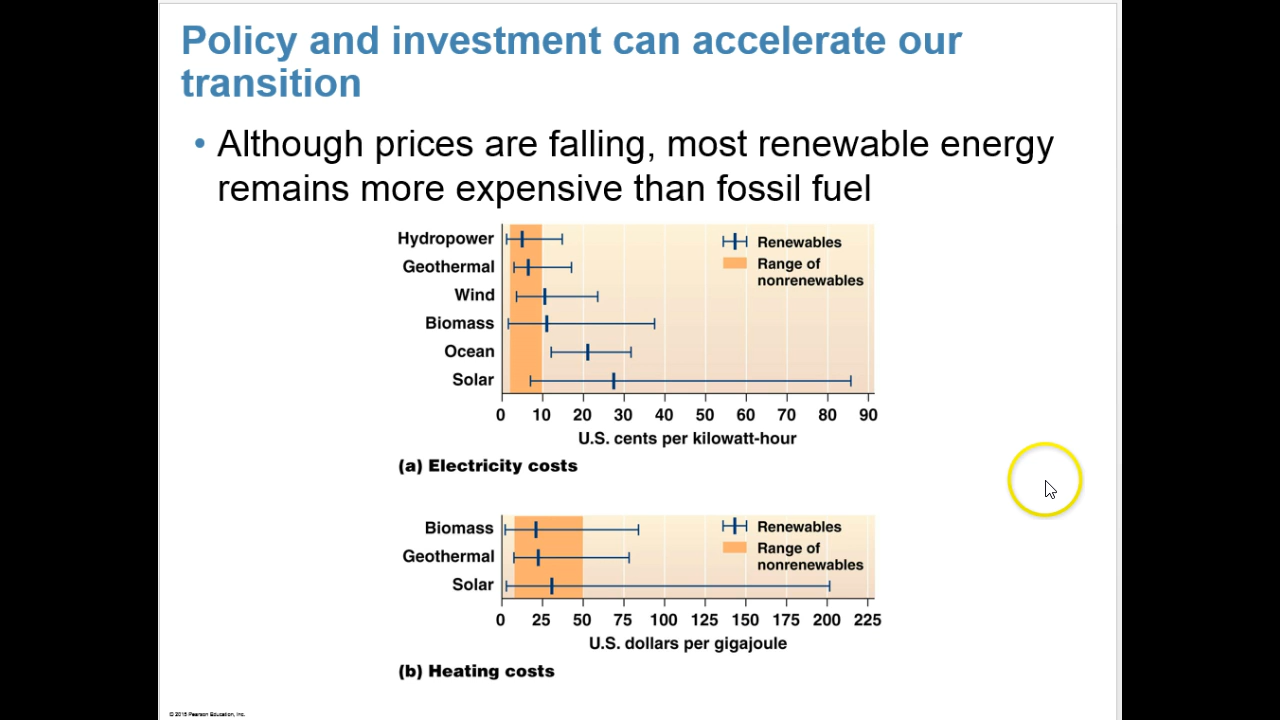 Policy and investment can accelerate our
transition
• Although prices are falling, most renewable energy
remains more expensive than fossil fuel
Hydropower
Geothermal
Wind
Biomass
Ocean
Solar
Renewables
Range of
nonrenewables
0 10 20 30 40 50 60 70 80 90
U.S. cents per kilowatt-hour
(a) Electricity costs
Biomass
Geothermal
Solar
Renewables
Range of
nonrenewables
0 25 50 75 100 125 150 175 200 225
U.S. dollars per gigajoule
(b) Heating costs
© 2015 Pearson Education, Inc.